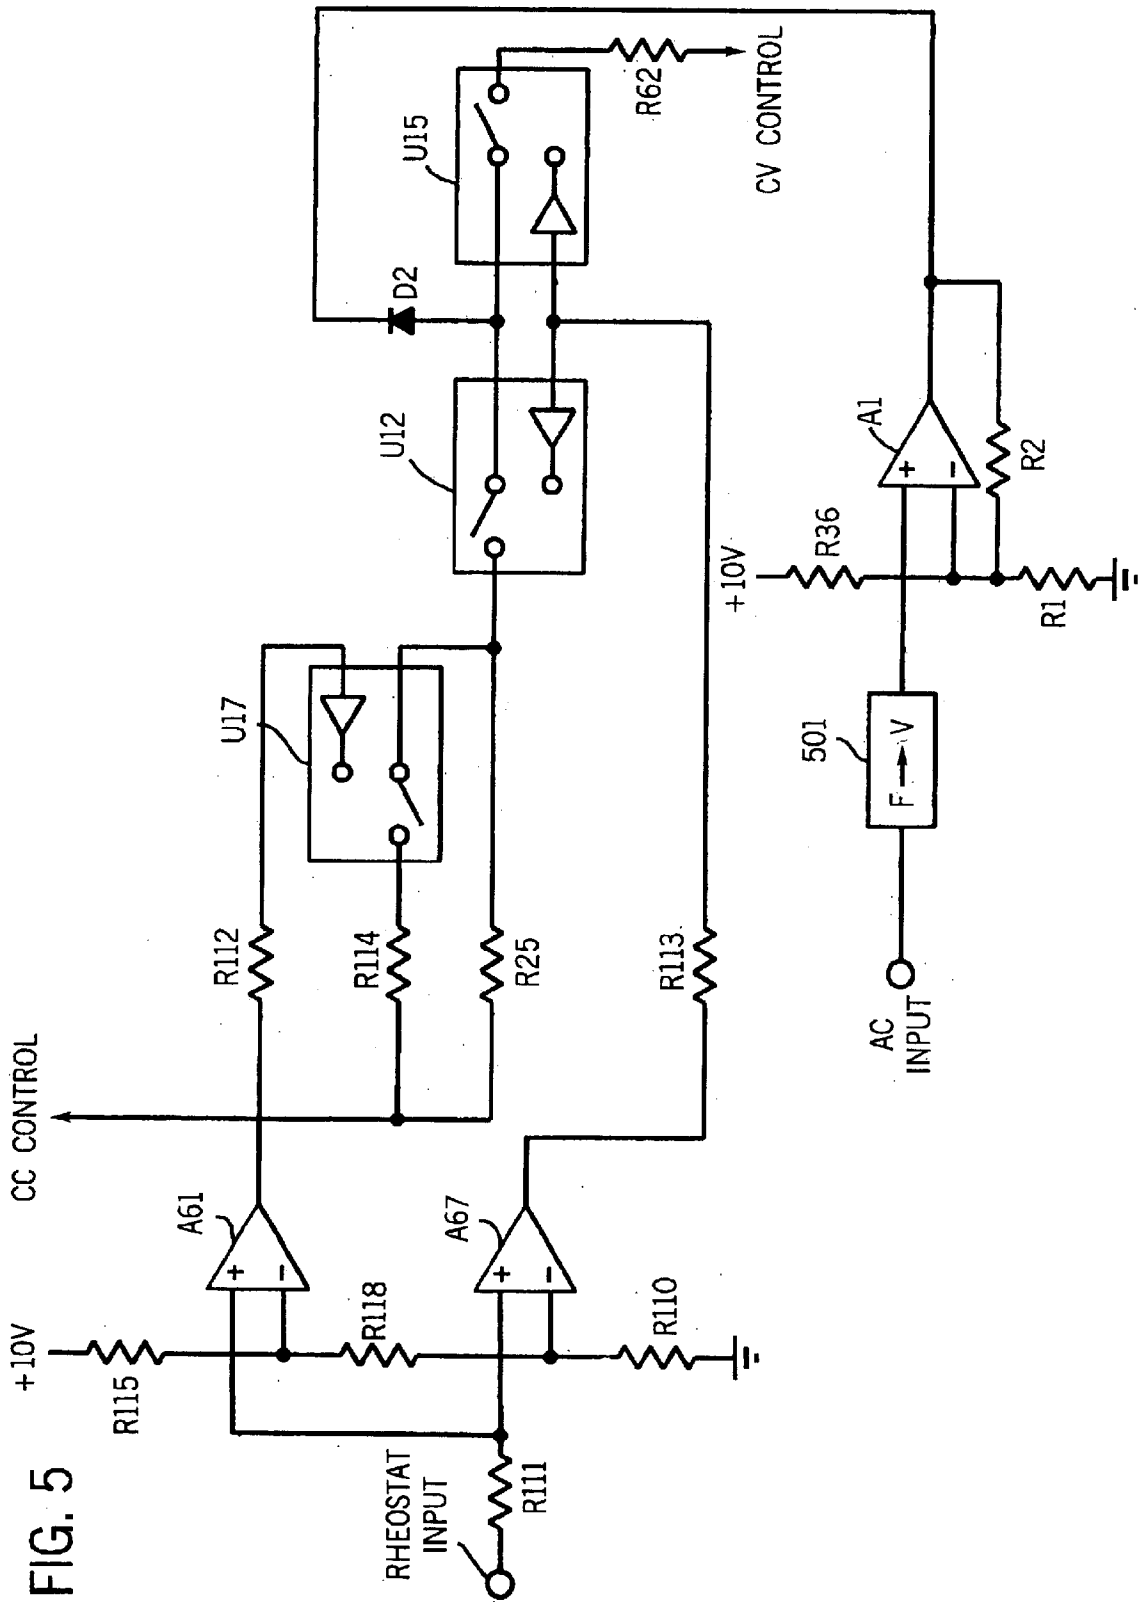 FIG. 5
+10V
R115
RHEOSTAT
INPUT
R111
A61
R118
A67
R110
CC CONTROL
R112
R114
R25
R113
U17
U12
D2
U15
R62
CV CONTROL
AC
INPUT
501
F → V
+10V
R36
R1
A1
R2
+
−
+
−
+
−